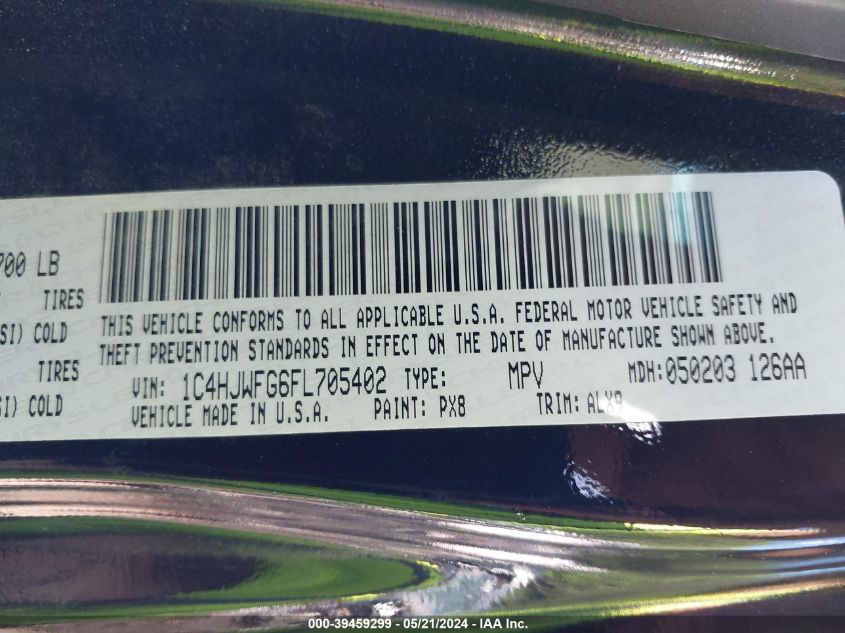 700 LB
TIRES
SI) COLD
TIRES
SI) COLD
THIS VEHICLE CONFORMS TO ALL APPLICABLE U.S.A. FEDERAL MOTOR VEHICLE SAFETY AND
THEFT PREVENTION STANDARDS IN EFFECT ON THE DATE OF MANUFACTURE SHOWN ABOVE.
VIN: 1C4HJWFG6FL705402 TYPE: MPV MDH:050203 126AA
VEHICLE MADE IN U.S.A. PAINT: PX8 TRIM: ALX9
000-39459299 - 05/21/2024 - IAA Inc.